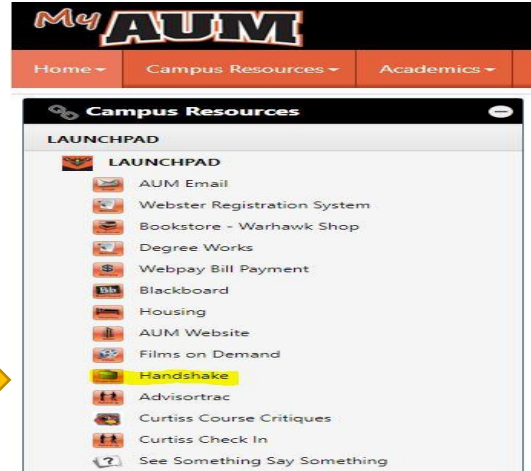 My AUM
Home Campus Resources Academics
Campus Resources
LAUNCHPAD
LAUNCHPAD
AUM Email
Webster Registration System
Bookstore - Warhawk Shop
Degree Works
Webpay Bill Payment
Bb Blackboard
Housing
AUM Website
Films on Demand
Handshake
Advisortrac
Curtiss Course Critiques
Curtiss Check In
See Something Say Something